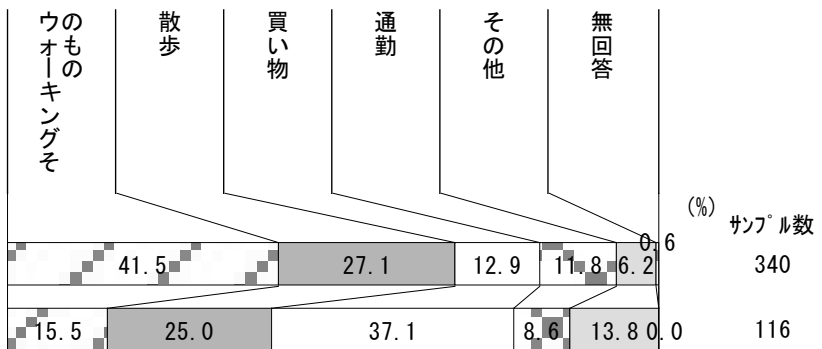 ウォーキングそ
のもの
散歩
買い物
通勤
その他
無回答
(%)
ｻﾝﾌﾟﾙ数
41.5
27.1
12.9
11.8
6.2
0.6
340
15.5
25.0
37.1
8.6
13.8
0.0
116